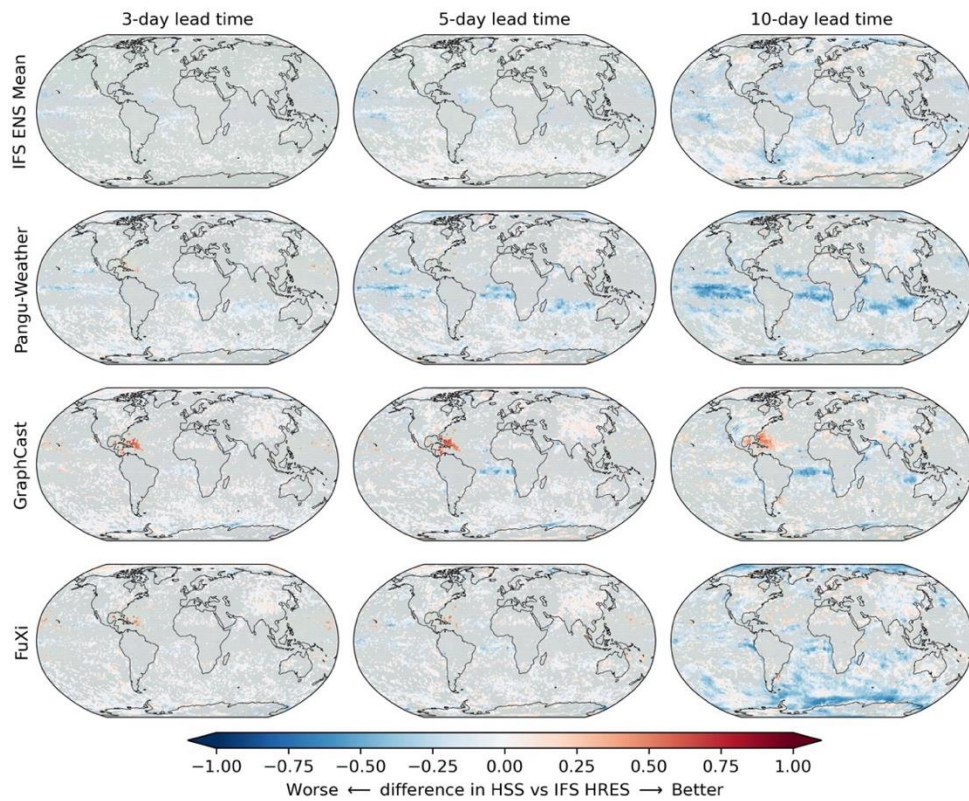 3-day lead time 5-day lead time 10-day lead time
IFS ENS Mean
Pangu-Weather
GraphCast
FuXi
−1.00 −0.75 −0.50 −0.25 0.00 0.25 0.50 0.75 1.00
Worse ← difference in HSS vs IFS HRES → Better